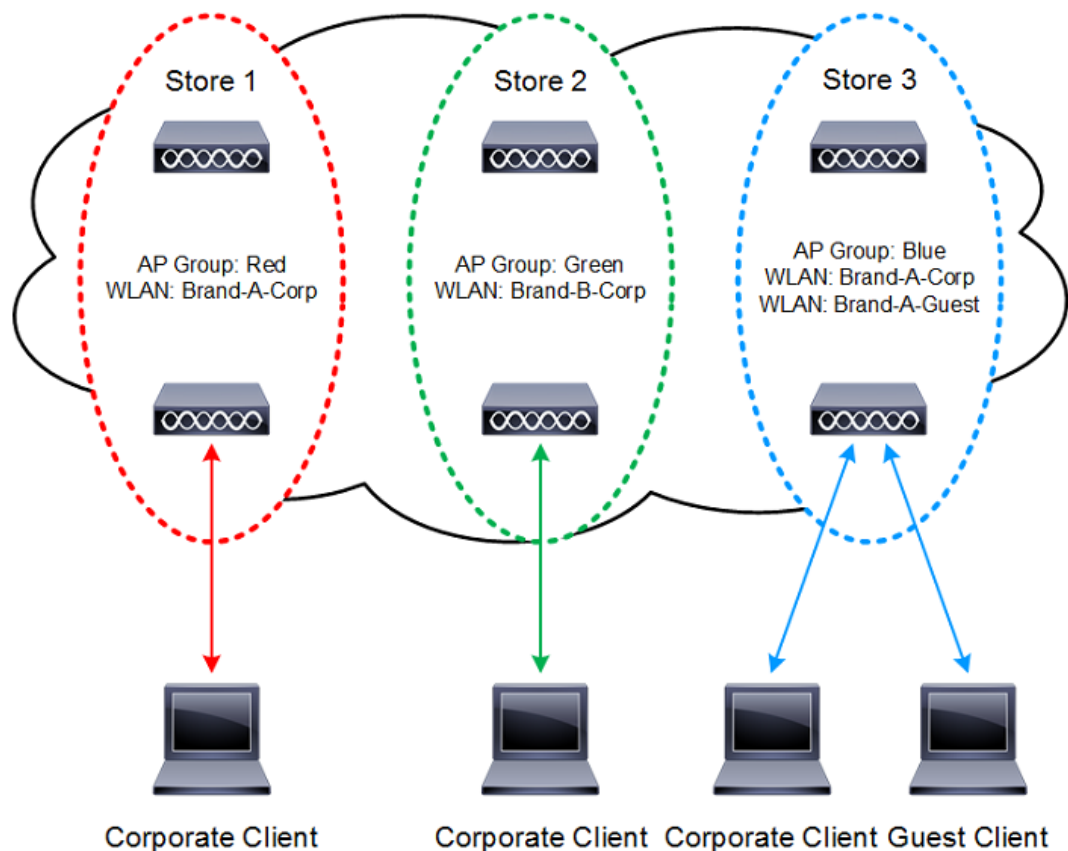 Store 1
Store 2
Store 3
AP Group: Red
WLAN: Brand-A-Corp
AP Group: Green
WLAN: Brand-B-Corp
AP Group: Blue
WLAN: Brand-A-Corp
WLAN: Brand-A-Guest
Corporate Client
Corporate Client
Corporate Client
Guest Client